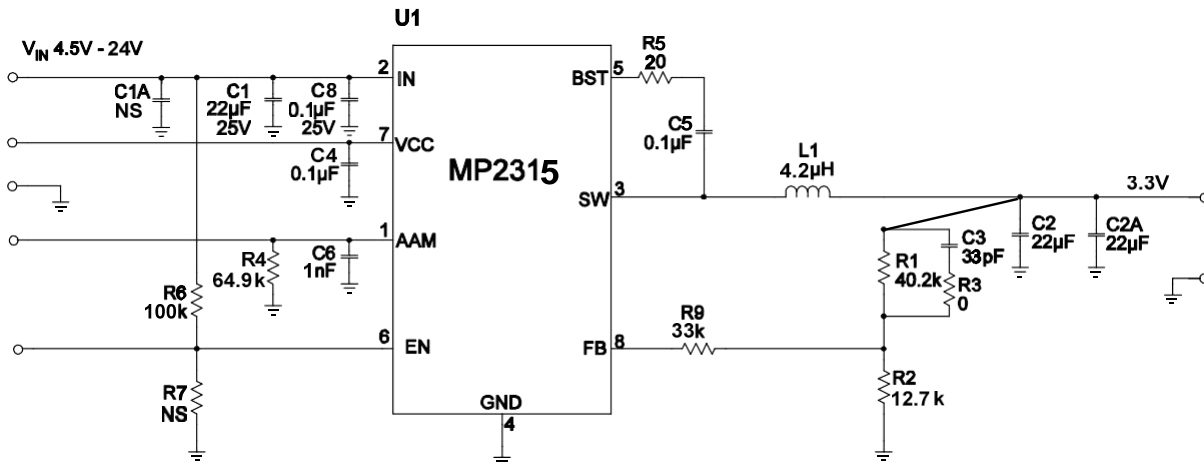 U1
V_IN 4.5V - 24V
2
IN
C1A
NS
C1
22µF
25V
C8
0.1µF
25V
7
VCC
C4
0.1µF
MP2315
1
AAM
R4
64.9k
C6
1nF
R6
100k
6
EN
R7
NS
GND
4
BST
5
R5
20
C5
0.1µF
SW
3
L1
4.2µH
3.3V
C2
22µF
C2A
22µF
C3
33pF
R1
40.2k
R3
0
FB
8
R9
33k
R2
12.7k